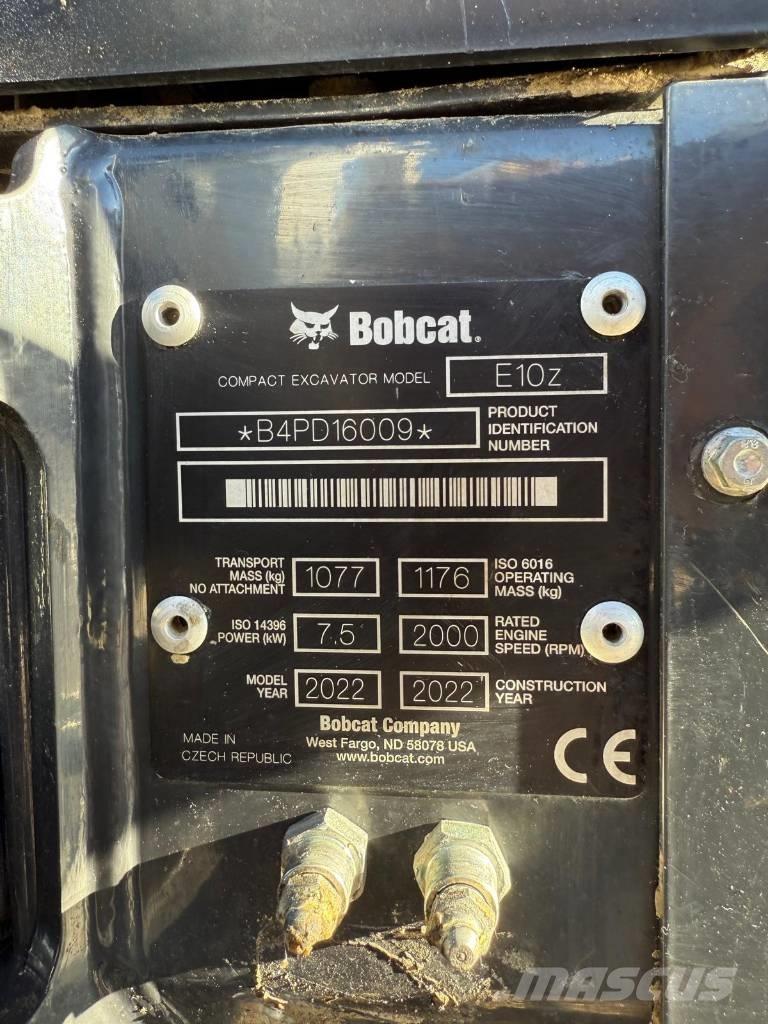 Bobcat.
COMPACT EXCAVATOR MODEL E10z
*B4PD16009* PRODUCT IDENTIFICATION NUMBER
TRANSPORT MASS (kg) NO ATTACHMENT 1077 1176 ISO 6016 OPERATING MASS (kg)
ISO 14396 POWER (kW) 7.5 2000 RATED ENGINE SPEED (RPM)
MODEL YEAR 2022 2022 CONSTRUCTION YEAR
Bobcat Company
West Fargo, ND 58078 USA
www.bobcat.com
MADE IN
CZECH REPUBLIC
CE
MASCUS